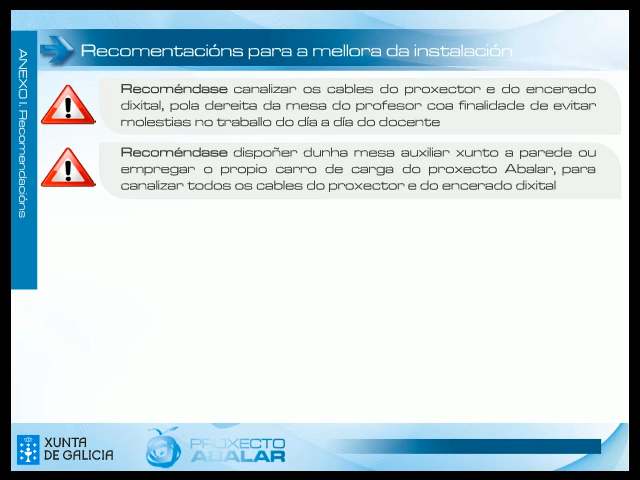 Recomentacións para a mellora da instalación
ANEXO I. Recomendacións
Recoméndase canalizar os cables do proxector e do encerado
dixital, pola dereita da mesa do profesor coa finalidade de evitar
molestias no traballo do día a día do docente
Recoméndase dispoñer dunha mesa auxiliar xunto a parede ou
empregar o propio carro de carga do proxecto Abalar, para
canalizar todos os cables do proxector e do encerado dixital
XUNTA
DE GALICIA
PROXECTO
ABALAR